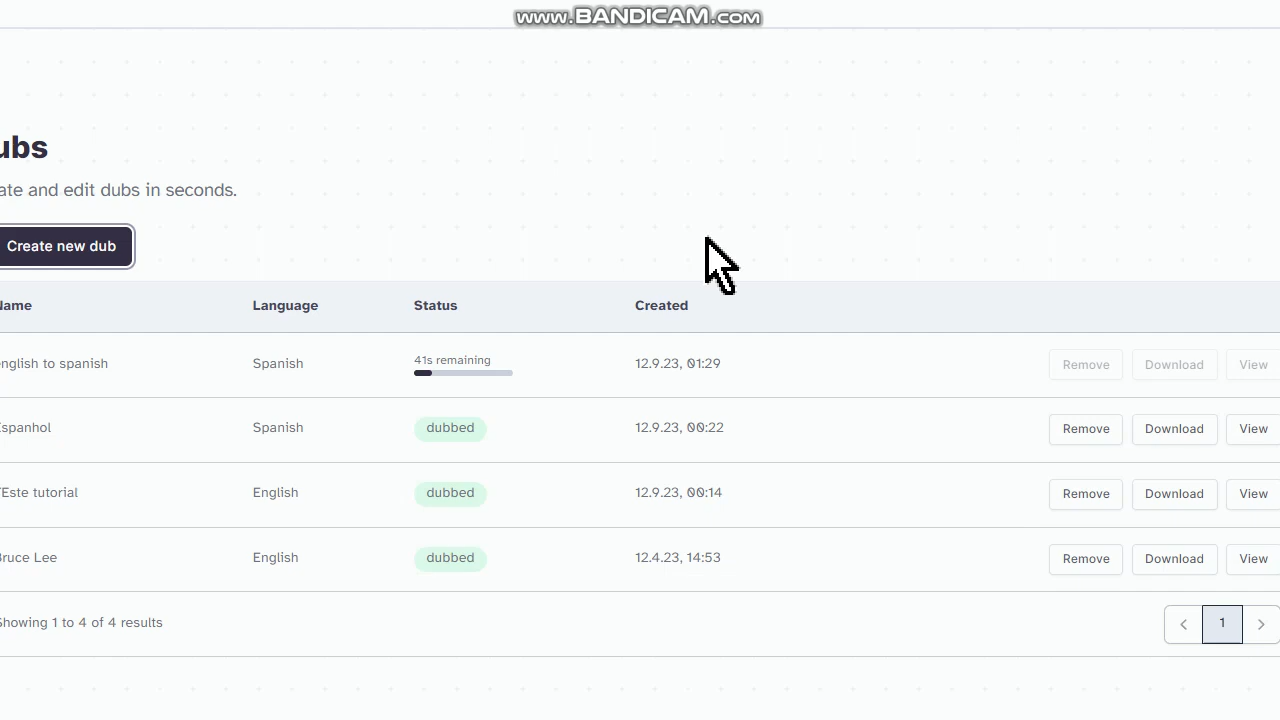 www.BANDICAM.com
ubs
ate and edit dubs in seconds.
Create new dub
Name Language Status Created
english to spanish Spanish 41s remaining 12.9.23, 01:29 Remove Download View
Espanhol Spanish dubbed 12.9.23, 00:22 Remove Download View
TEste tutorial English dubbed 12.9.23, 00:14 Remove Download View
Bruce Lee English dubbed 12.4.23, 14:53 Remove Download View
Showing 1 to 4 of 4 results < 1 >